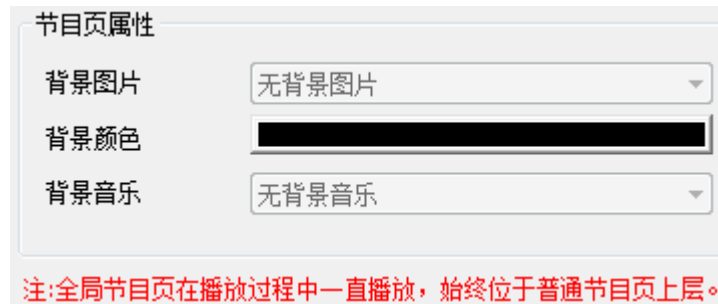 节目页属性
背景图片 无背景图片
背景颜色
背景音乐 无背景音乐
注:全局节目页在播放过程中一直播放，始终位于普通节目页上层。